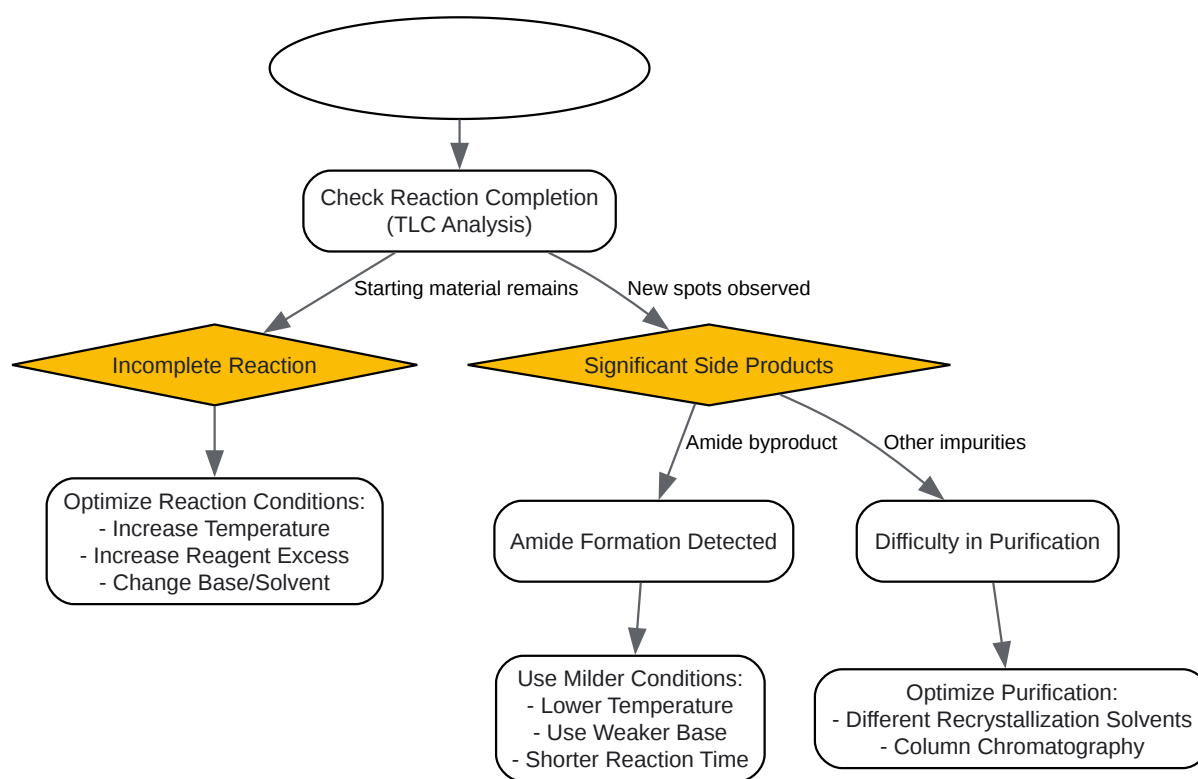 Check Reaction Completion
(TLC Analysis)
Starting material remains
New spots observed
Incomplete Reaction
Significant Side Products
Amide byproduct
Other impurities
Optimize Reaction Conditions:
- Increase Temperature
- Increase Reagent Excess
- Change Base/Solvent
Amide Formation Detected
Difficulty in Purification
Use Milder Conditions:
- Lower Temperature
- Use Weaker Base
- Shorter Reaction Time
Optimize Purification:
- Different Recrystallization Solvents
- Column Chromatography